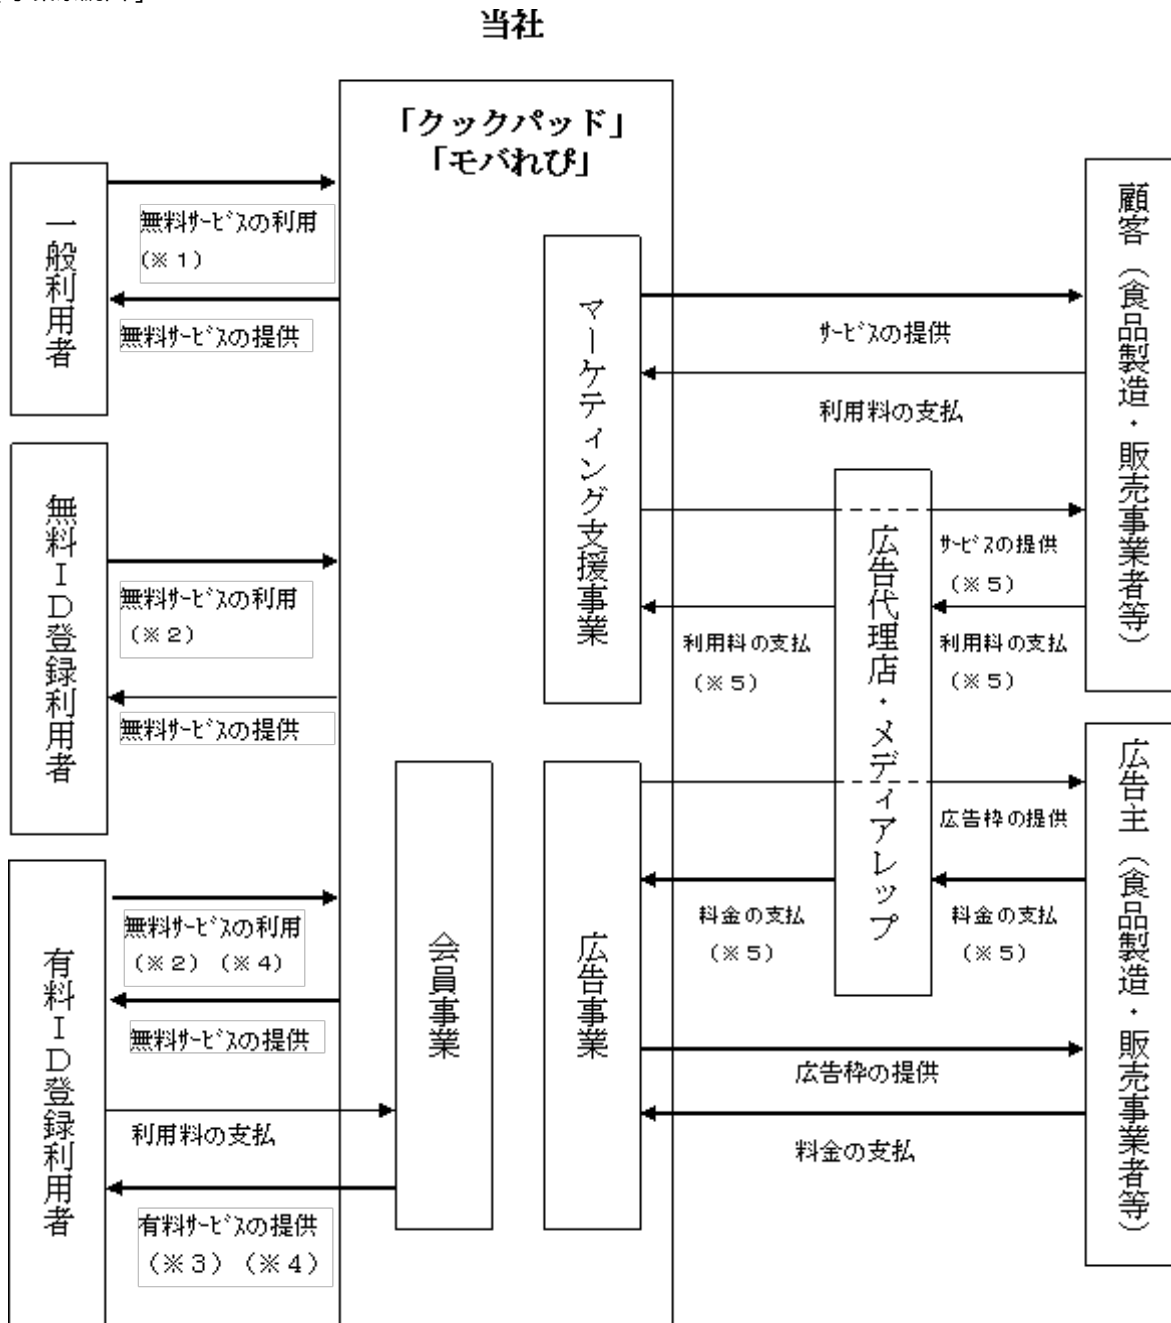 当社
「クックパッド」
「モバれぴ」
一般利用者
無料ｻｰﾋﾞｽの利用
（※１）
無料ｻｰﾋﾞｽの提供
無料ＩＤ登録利用者
無料ｻｰﾋﾞｽの利用
（※２）
無料ｻｰﾋﾞｽの提供
有料ＩＤ登録利用者
無料ｻｰﾋﾞｽの利用
（※２）（※４）
無料ｻｰﾋﾞｽの提供
利用料の支払
有料ｻｰﾋﾞｽの提供
（※３）（※４）
会員事業
マーケティング支援事業
広告事業
ｻｰﾋﾞｽの提供
利用料の支払
ｻｰﾋﾞｽの提供
（※５）
利用料の支払
（※５）
利用料の支払
（※５）
広告代理店・メディアレップ
広告枠の提供
料金の支払
（※５）
料金の支払
（※５）
広告枠の提供
料金の支払
顧客（食品製造・販売事業者等）
広告主（食品製造・販売事業者等）